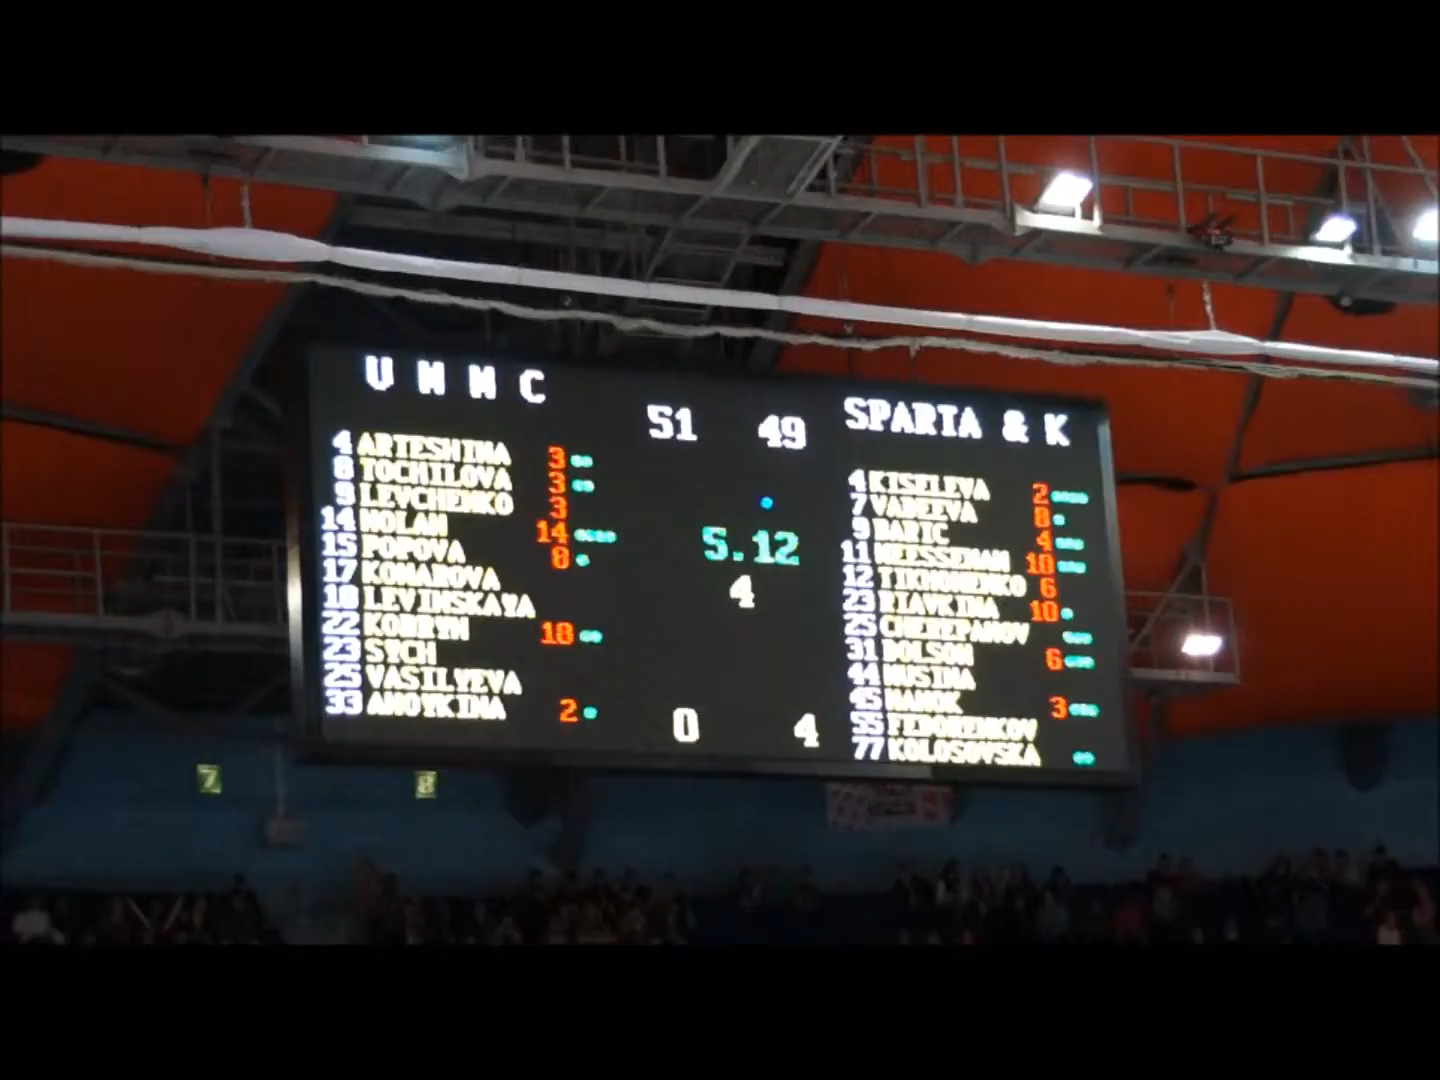 U M M C
51 49
SPARTA & K
4 ARTESHINA 3
8 TOCHILOVA 3
9 LEVCHENKO 3
14 NOLAN 14
15 POPOVA 8
17 KOMAROVA
18 LEVINSKAYA
22 KOBRYN 18
23 SYCH
25 VASILYEVA
33 ANOYKINA 2
5.12
4
0 4
4 KISELEVA 2
7 VADEEVA 8
9 BARIC 4
11 MEESSEMAN 10
12 TIKHONENKO 6
23 RIAVKINA 10
25 CHEREPANOV
31 DOLSON 6
44 MUSINA
45 3
55 FEDORENKOV
77 KOLOSOVSKA
7
8